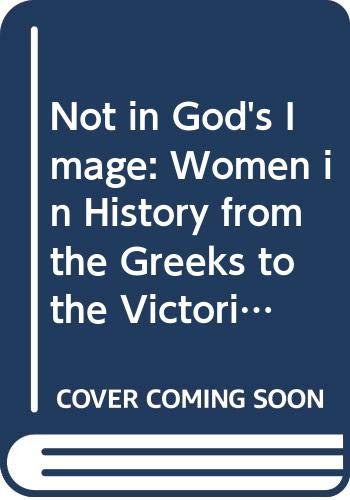 Not in God's I
mage: Women i
n History from
the Greeks to
the Victori...
COVER COMING SOON